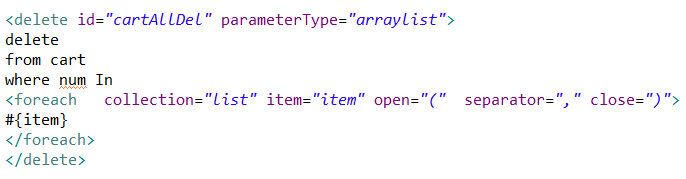 <delete id="cartAllDel" parameterType="arraylist">
delete
from cart
where num In
<foreach   collection="list" item="item" open="("  separator="," close=")">
#{item}
</foreach>
</delete>